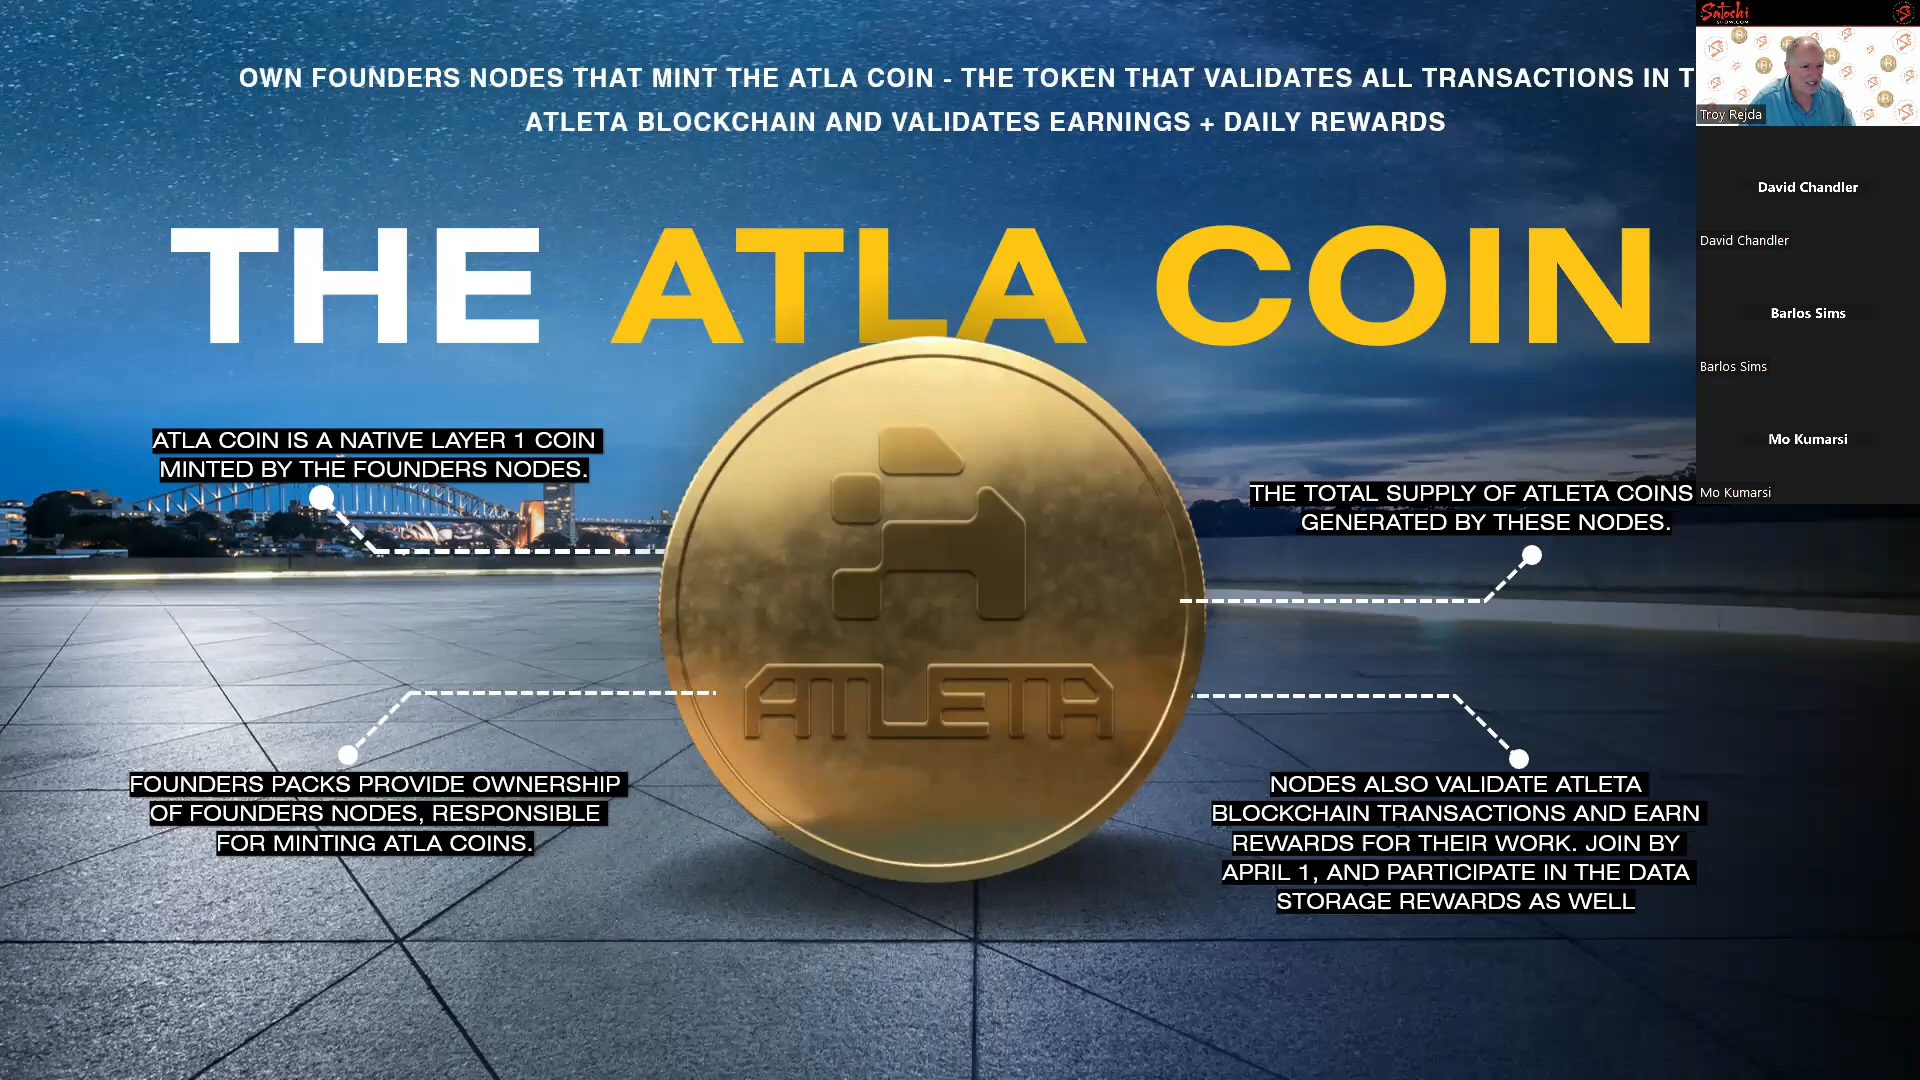 OWN FOUNDERS NODES THAT MINT THE ATLA COIN - THE TOKEN THAT VALIDATES ALL TRANSACTIONS IN T
ATLETA BLOCKCHAIN AND VALIDATES EARNINGS + DAILY REWARDS
THE ATLA COIN
ATLA COIN IS A NATIVE LAYER 1 COIN
MINTED BY THE FOUNDERS NODES.
THE TOTAL SUPPLY OF ATLETA COINS
GENERATED BY THESE NODES.
ATLETA
FOUNDERS PACKS PROVIDE OWNERSHIP
OF FOUNDERS NODES, RESPONSIBLE
FOR MINTING ATLA COINS.
NODES ALSO VALIDATE ATLETA
BLOCKCHAIN TRANSACTIONS AND EARN
REWARDS FOR THEIR WORK. JOIN BY
APRIL 1, AND PARTICIPATE IN THE DATA
STORAGE REWARDS AS WELL
Satoshi
SHOW.COM
Troy Rejda
David Chandler
David Chandler
Barlos Sims
Barlos Sims
Mo Kumarsi
Mo Kumarsi